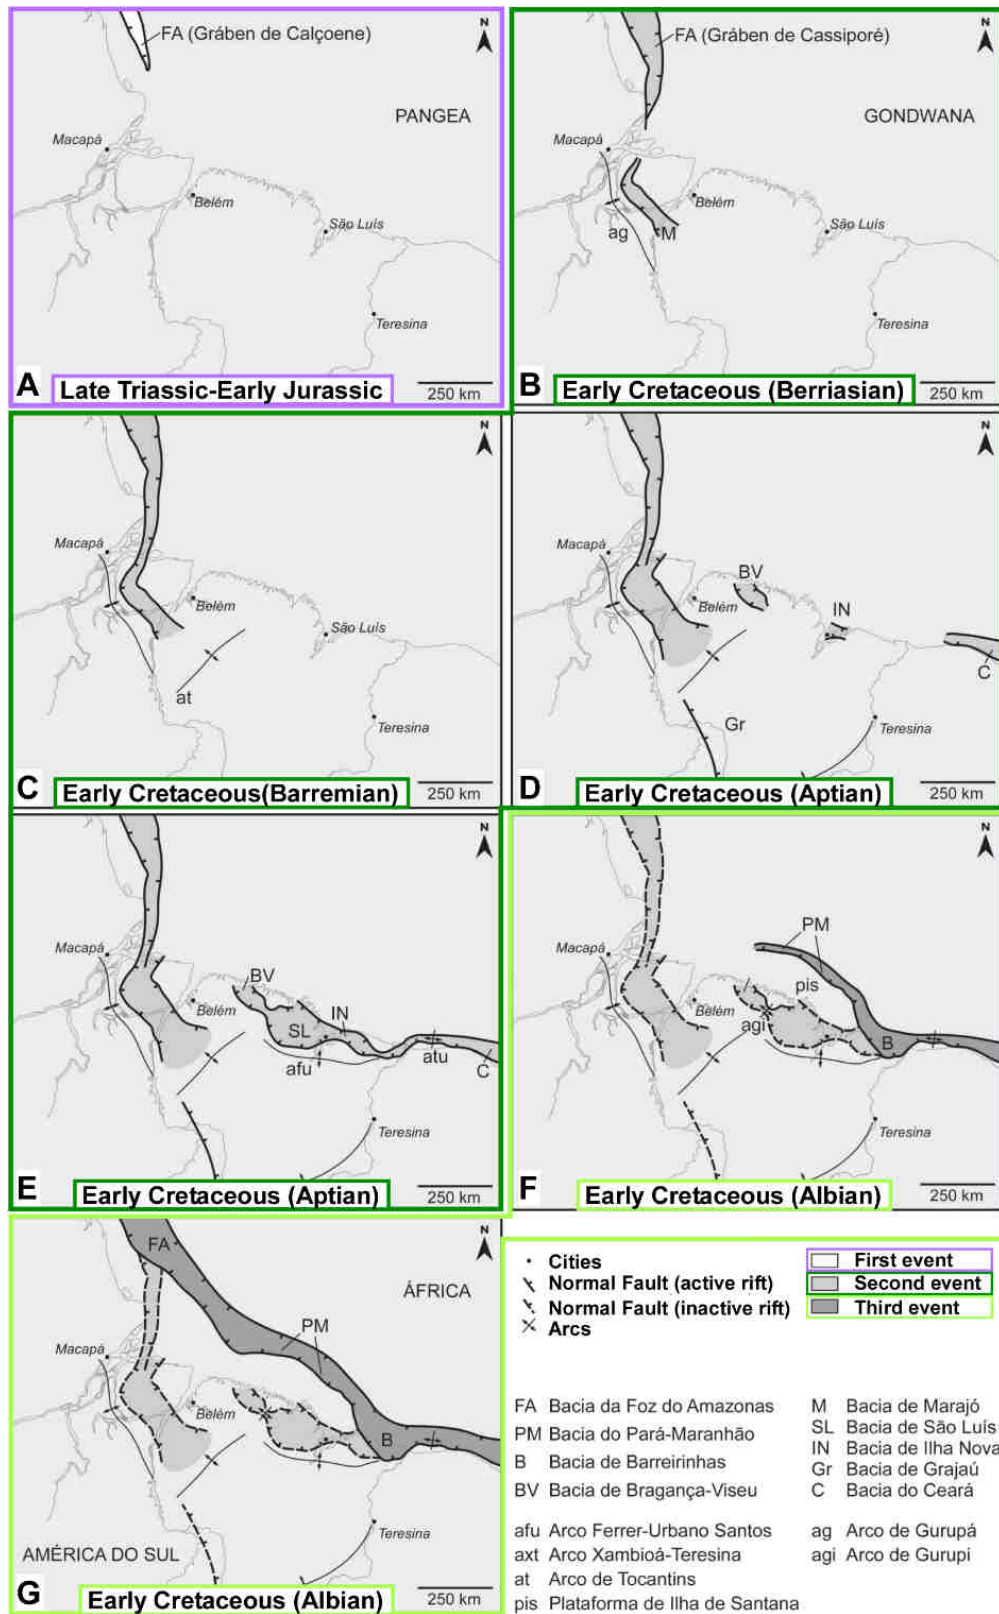 FA (Gráben de Calçoene)
N
PANGEA
Macapá
Belém
São Luís
Teresina
A
Late Triassic-Early Jurassic
250 km
FA (Gráben de Cassiporé)
N
GONDWANA
Macapá
Belém
ag
M
São Luís
Teresina
B
Early Cretaceous (Berriasian)
250 km
N
Macapá
Belém
São Luís
at
Teresina
C
Early Cretaceous(Barremian)
250 km
N
Macapá
BV
Belém
IN
C
Gr
Teresina
D
Early Cretaceous (Aptian)
250 km
N
Macapá
BV
Belém
IN
SL
afu
atu
C
Teresina
E
Early Cretaceous (Aptian)
250 km
N
PM
Macapá
pis
Belém
agi
B
Teresina
F
Early Cretaceous (Albian)
250 km
N
FA
ÁFRICA
PM
Macapá
Belém
B
Teresina
AMÉRICA DO SUL
G
Early Cretaceous (Albian)
250 km
Cities
Normal Fault (active rift)
Normal Fault (inactive rift)
Arcs
First event
Second event
Third event
FA Bacia da Foz do Amazonas
PM Bacia do Pará-Maranhão
B Bacia de Barreirinhas
BV Bacia de Bragança-Viseu
M Bacia de Marajó
SL Bacia de São Luís
IN Bacia de Ilha Nova
Gr Bacia de Grajaú
C Bacia do Ceará
afu Arco Ferrer-Urbano Santos
axt Arco Xambioá-Teresina
at Arco de Tocantins
pis Plataforma de Ilha de Santana
ag Arco de Gurupá
agi Arco de Gurupi